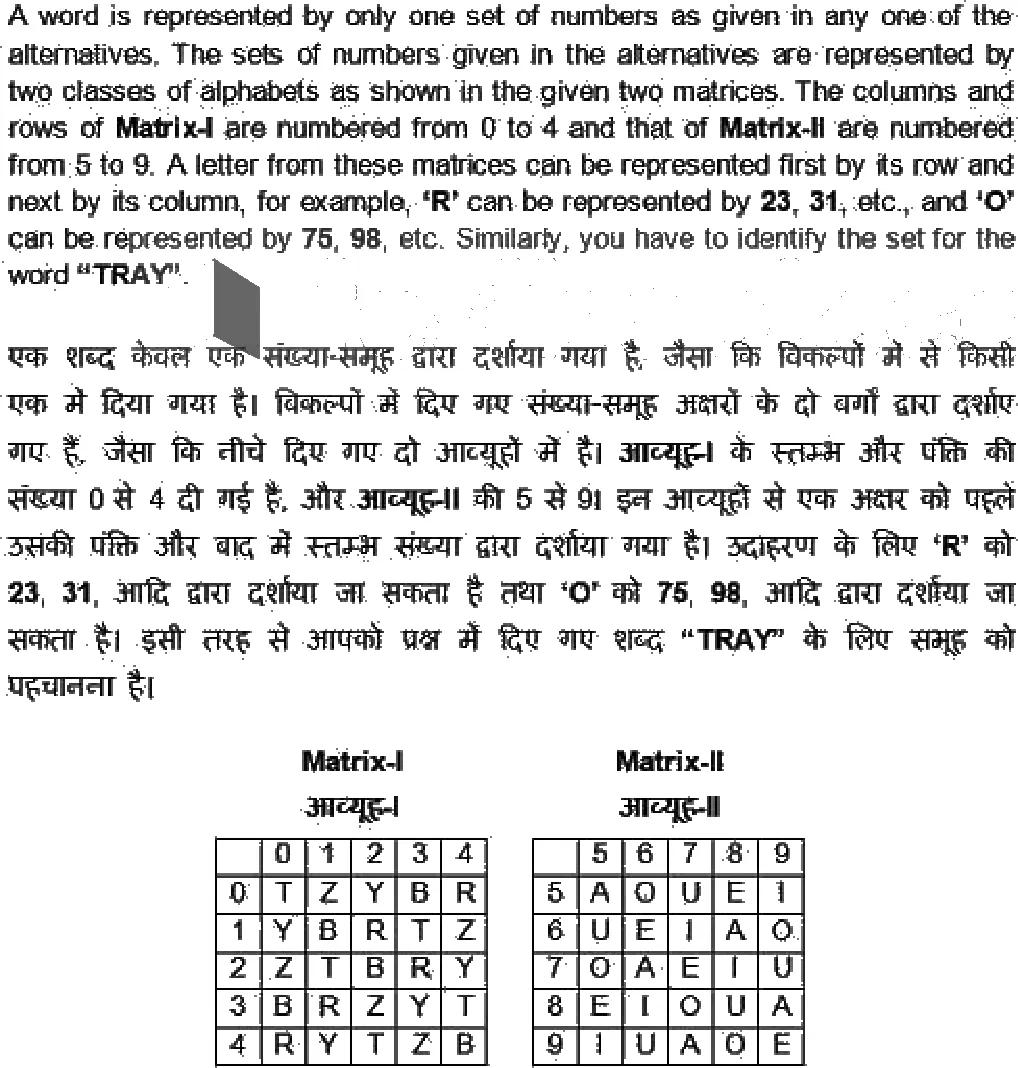 A word is represented by only one set of numbers as given in any one of the
alternatives. The sets of numbers given in the alternatives are represented by
two classes of alphabets as shown in the given two matrices. The columns and
rows of Matrix-I are numbered from 0 to 4 and that of Matrix-II are numbered
from 5 to 9. A letter from these matrices can be represented first by its row and
next by its column, for example, ‘R’ can be represented by 23, 31, etc., and ‘O’
can be represented by 75, 98, etc. Similarly, you have to identify the set for the
word “TRAY”.
एक शब्द केवल एक संख्या-समूह द्वारा दर्शाया गया है, जैसा कि विकल्पों में से किसी
एक में दिया गया है। विकल्पों में दिए गए संख्या-समूह अक्षरों के दो वर्गों द्वारा दर्शाए
गए हैं, जैसा कि नीचे दिए गए दो आव्यूहों में है। आव्यूह-I के स्तम्भ और पंक्ति की
संख्या 0 से 4 दी गई है, और आव्यूह-II की 5 से 9। इन आव्यूहों से एक अक्षर को पहले
उसकी पंक्ति और बाद में स्तम्भ संख्या द्वारा दर्शाया गया है। उदाहरण के लिए ‘R’ को
23, 31, आदि द्वारा दर्शाया जा सकता है तथा ‘O’ को 75, 98, आदि द्वारा दर्शाया जा
सकता है। इसी तरह से आपको प्रश्न में दिए गए शब्द “TRAY” के लिए समूह को
पहचानना है।
Matrix-I Matrix-II
आव्यूह-I आव्यूह-II
0 1 2 3 4 5 6 7 8 9
0 T Z Y B R 5 A O U E I
1 Y B R T Z 6 U E I A O
2 Z T B R Y 7 O A E I U
3 B R Z Y T 8 E I O U A
4 R Y T Z B 9 I U A O E